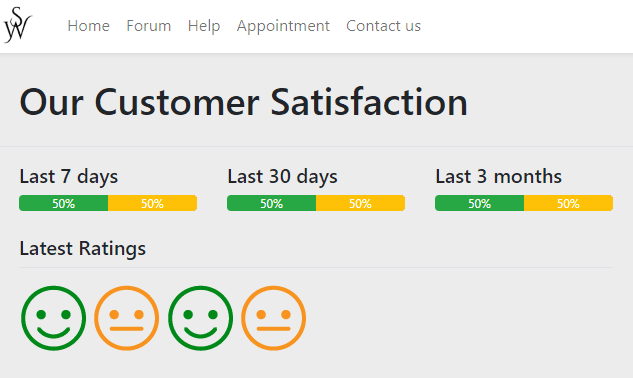 SW
Home Forum Help Appointment Contact us
Our Customer Satisfaction
Last 7 days Last 30 days Last 3 months
50% 50% 50% 50% 50% 50%
Latest Ratings